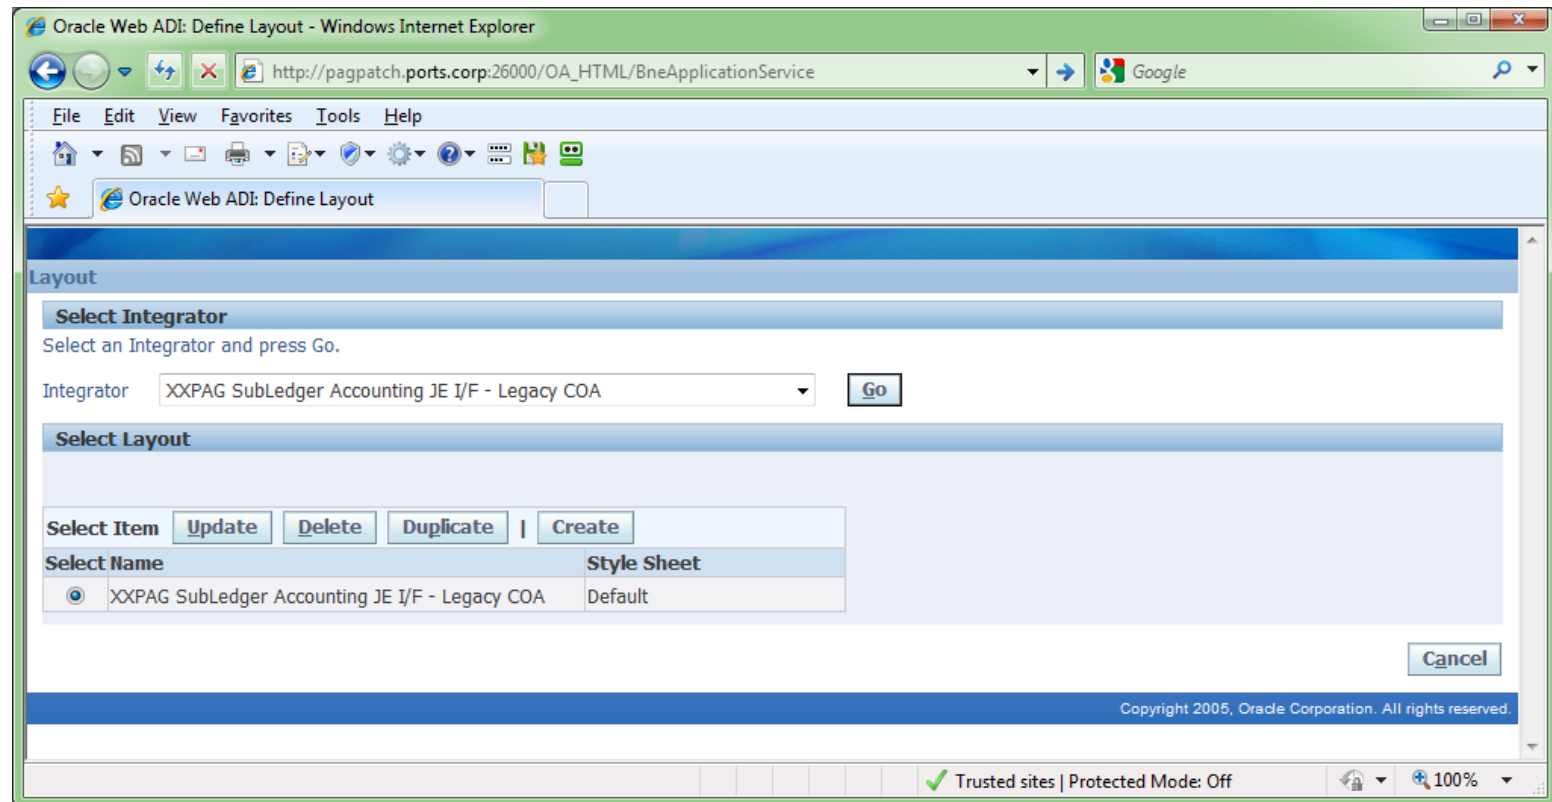 Oracle Web ADI: Define Layout - Windows Internet Explorer
http://pagpatch.ports.corp:26000/OA_HTML/BneApplicationService
Google
File Edit View Favorites Tools Help
Oracle Web ADI: Define Layout
Layout
Select Integrator
Select an Integrator and press Go.
Integrator XXPAG SubLedger Accounting JE I/F - Legacy COA Go
Select Layout
Select Item Update Delete Duplicate | Create
Select Name Style Sheet
XXPAG SubLedger Accounting JE I/F - Legacy COA Default
Cancel
Copyright 2005, Oracle Corporation. All rights reserved.
Trusted sites | Protected Mode: Off 100%